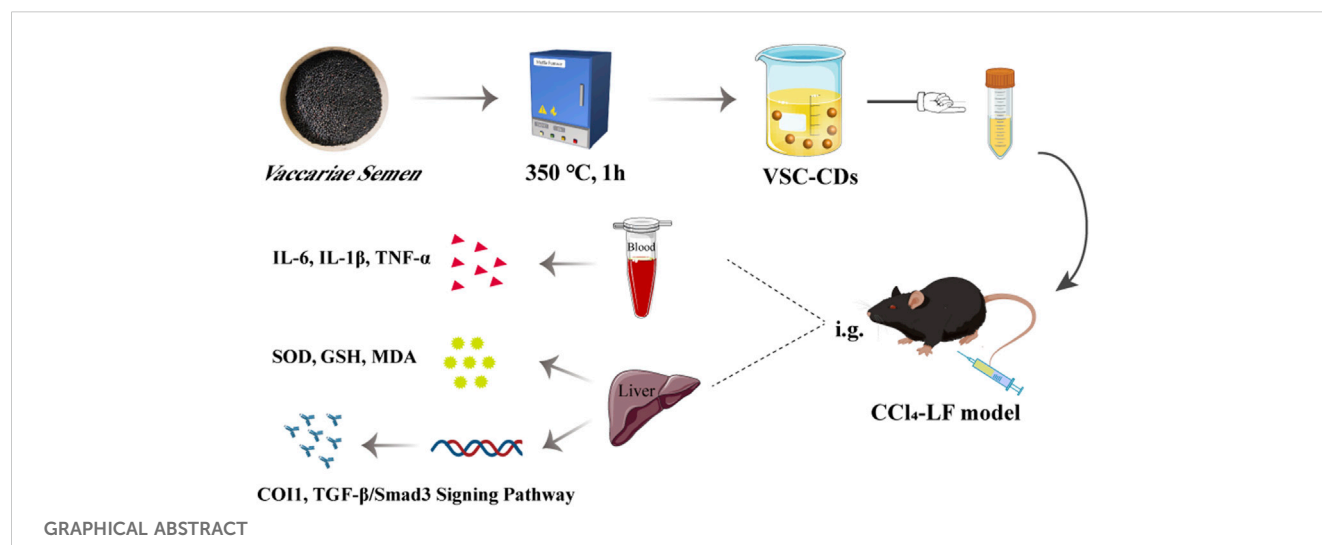 Vaccariae Semen
350 °C, 1h
VSC-CDs
IL-6, IL-1β, TNF-α
Blood
i.g.
SOD, GSH, MDA
Liver
CCl₄-LF model
COI1, TGF-β/Smad3 Signing Pathway
GRAPHICAL ABSTRACT